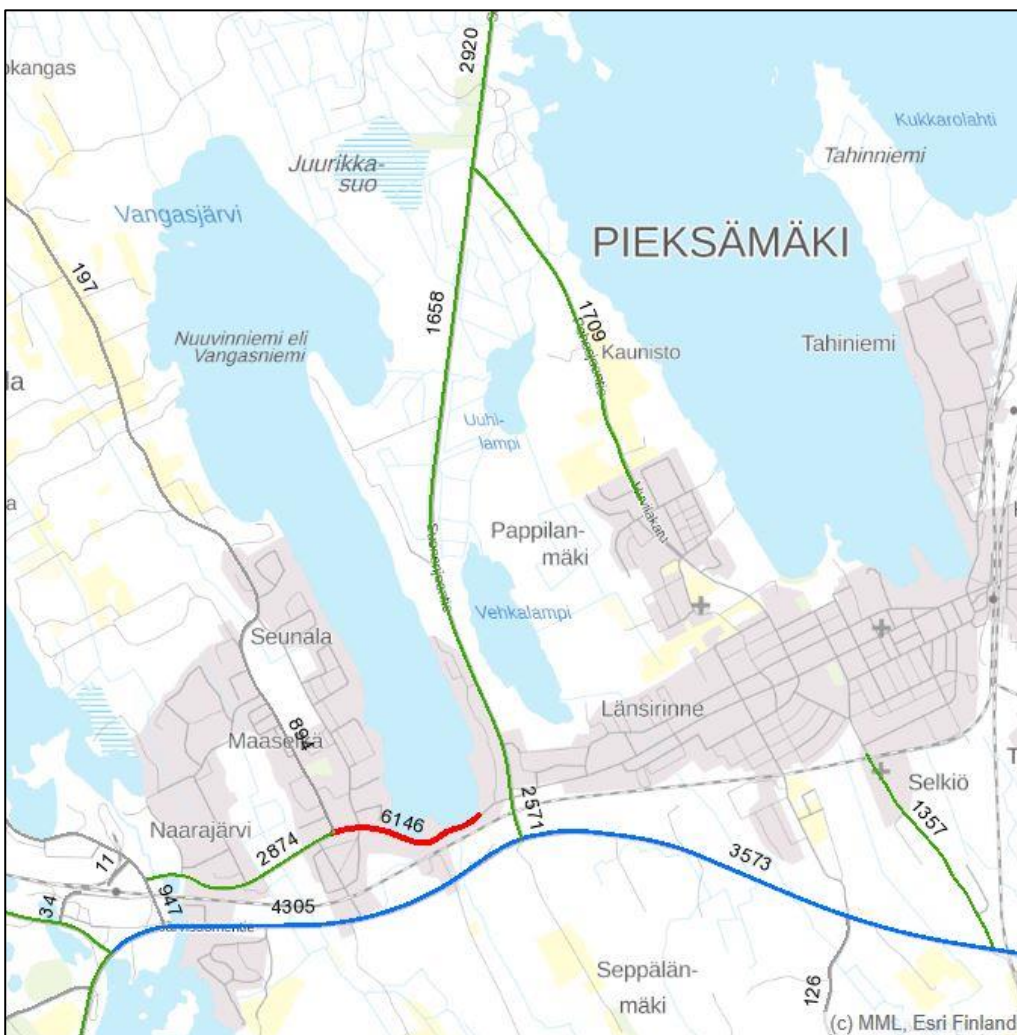 2920
okangas
Kukkarolahti
Juurikka-
suo
Tahinniemi
Vangasjärvi
PIEKSÄMÄKI
197
1658
1709
Nuuvinniemi eli
Vangasniemi
Kaunisto
Tahiniemi
la
Uuhi-
lampi
a
Pappilan-
mäki
Vehkalampi
Seunala
Länsirinne
894
Maaselkä
Selkiö
T
6146
2571
1357
Naarajärvi
2874
3573
11
947
4305
34
Seppälän-
mäki
126
(c) MML, Esri Finland